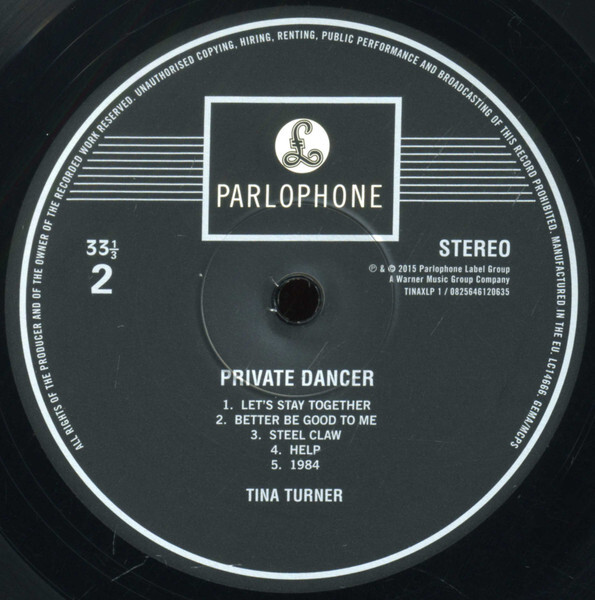 ALL RIGHTS OF THE PRODUCER AND OF THE OWNER OF THE RECORDED WORK RESERVED. UNAUTHORISED COPYING, HIRING, RENTING, PUBLIC PERFORMANCE AND BROADCASTING OF THIS RECORD PROHIBITED. MANUFACTURED IN THE EU. LC14666. GEMA/MCPS
£
PARLOPHONE
33⅓
2
STEREO
℗ & © 2015 Parlophone Label Group
A Warner Music Group Company
TINAXLP 1 / 0825646120635
PRIVATE DANCER
1. LET'S STAY TOGETHER
2. BETTER BE GOOD TO ME
3. STEEL CLAW
4. HELP
5. 1984
TINA TURNER